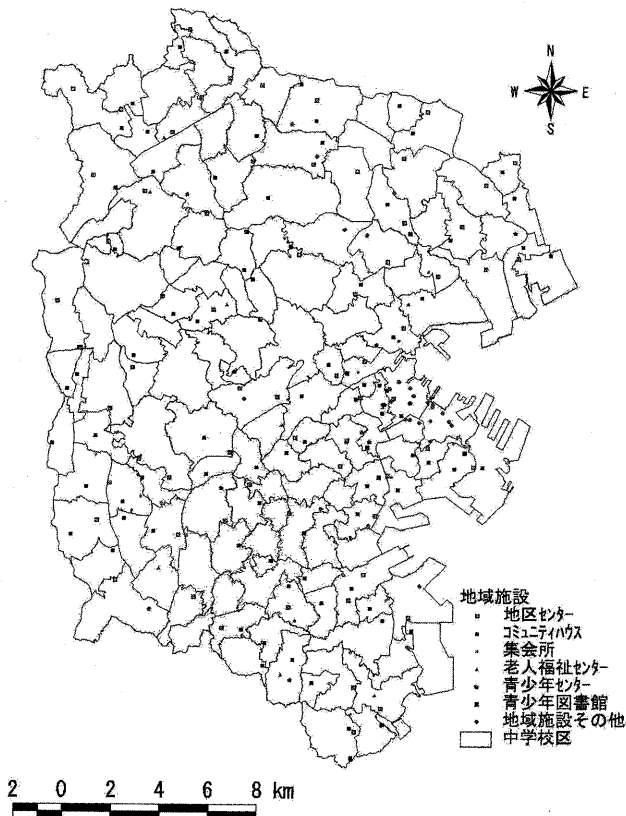 N
W E
S
地域施設
地区センター
コミュニティハウス
集会所
老人福祉センター
青少年センター
青少年図書館
地域施設その他
中学校区
2 0 2 4 6 8 km